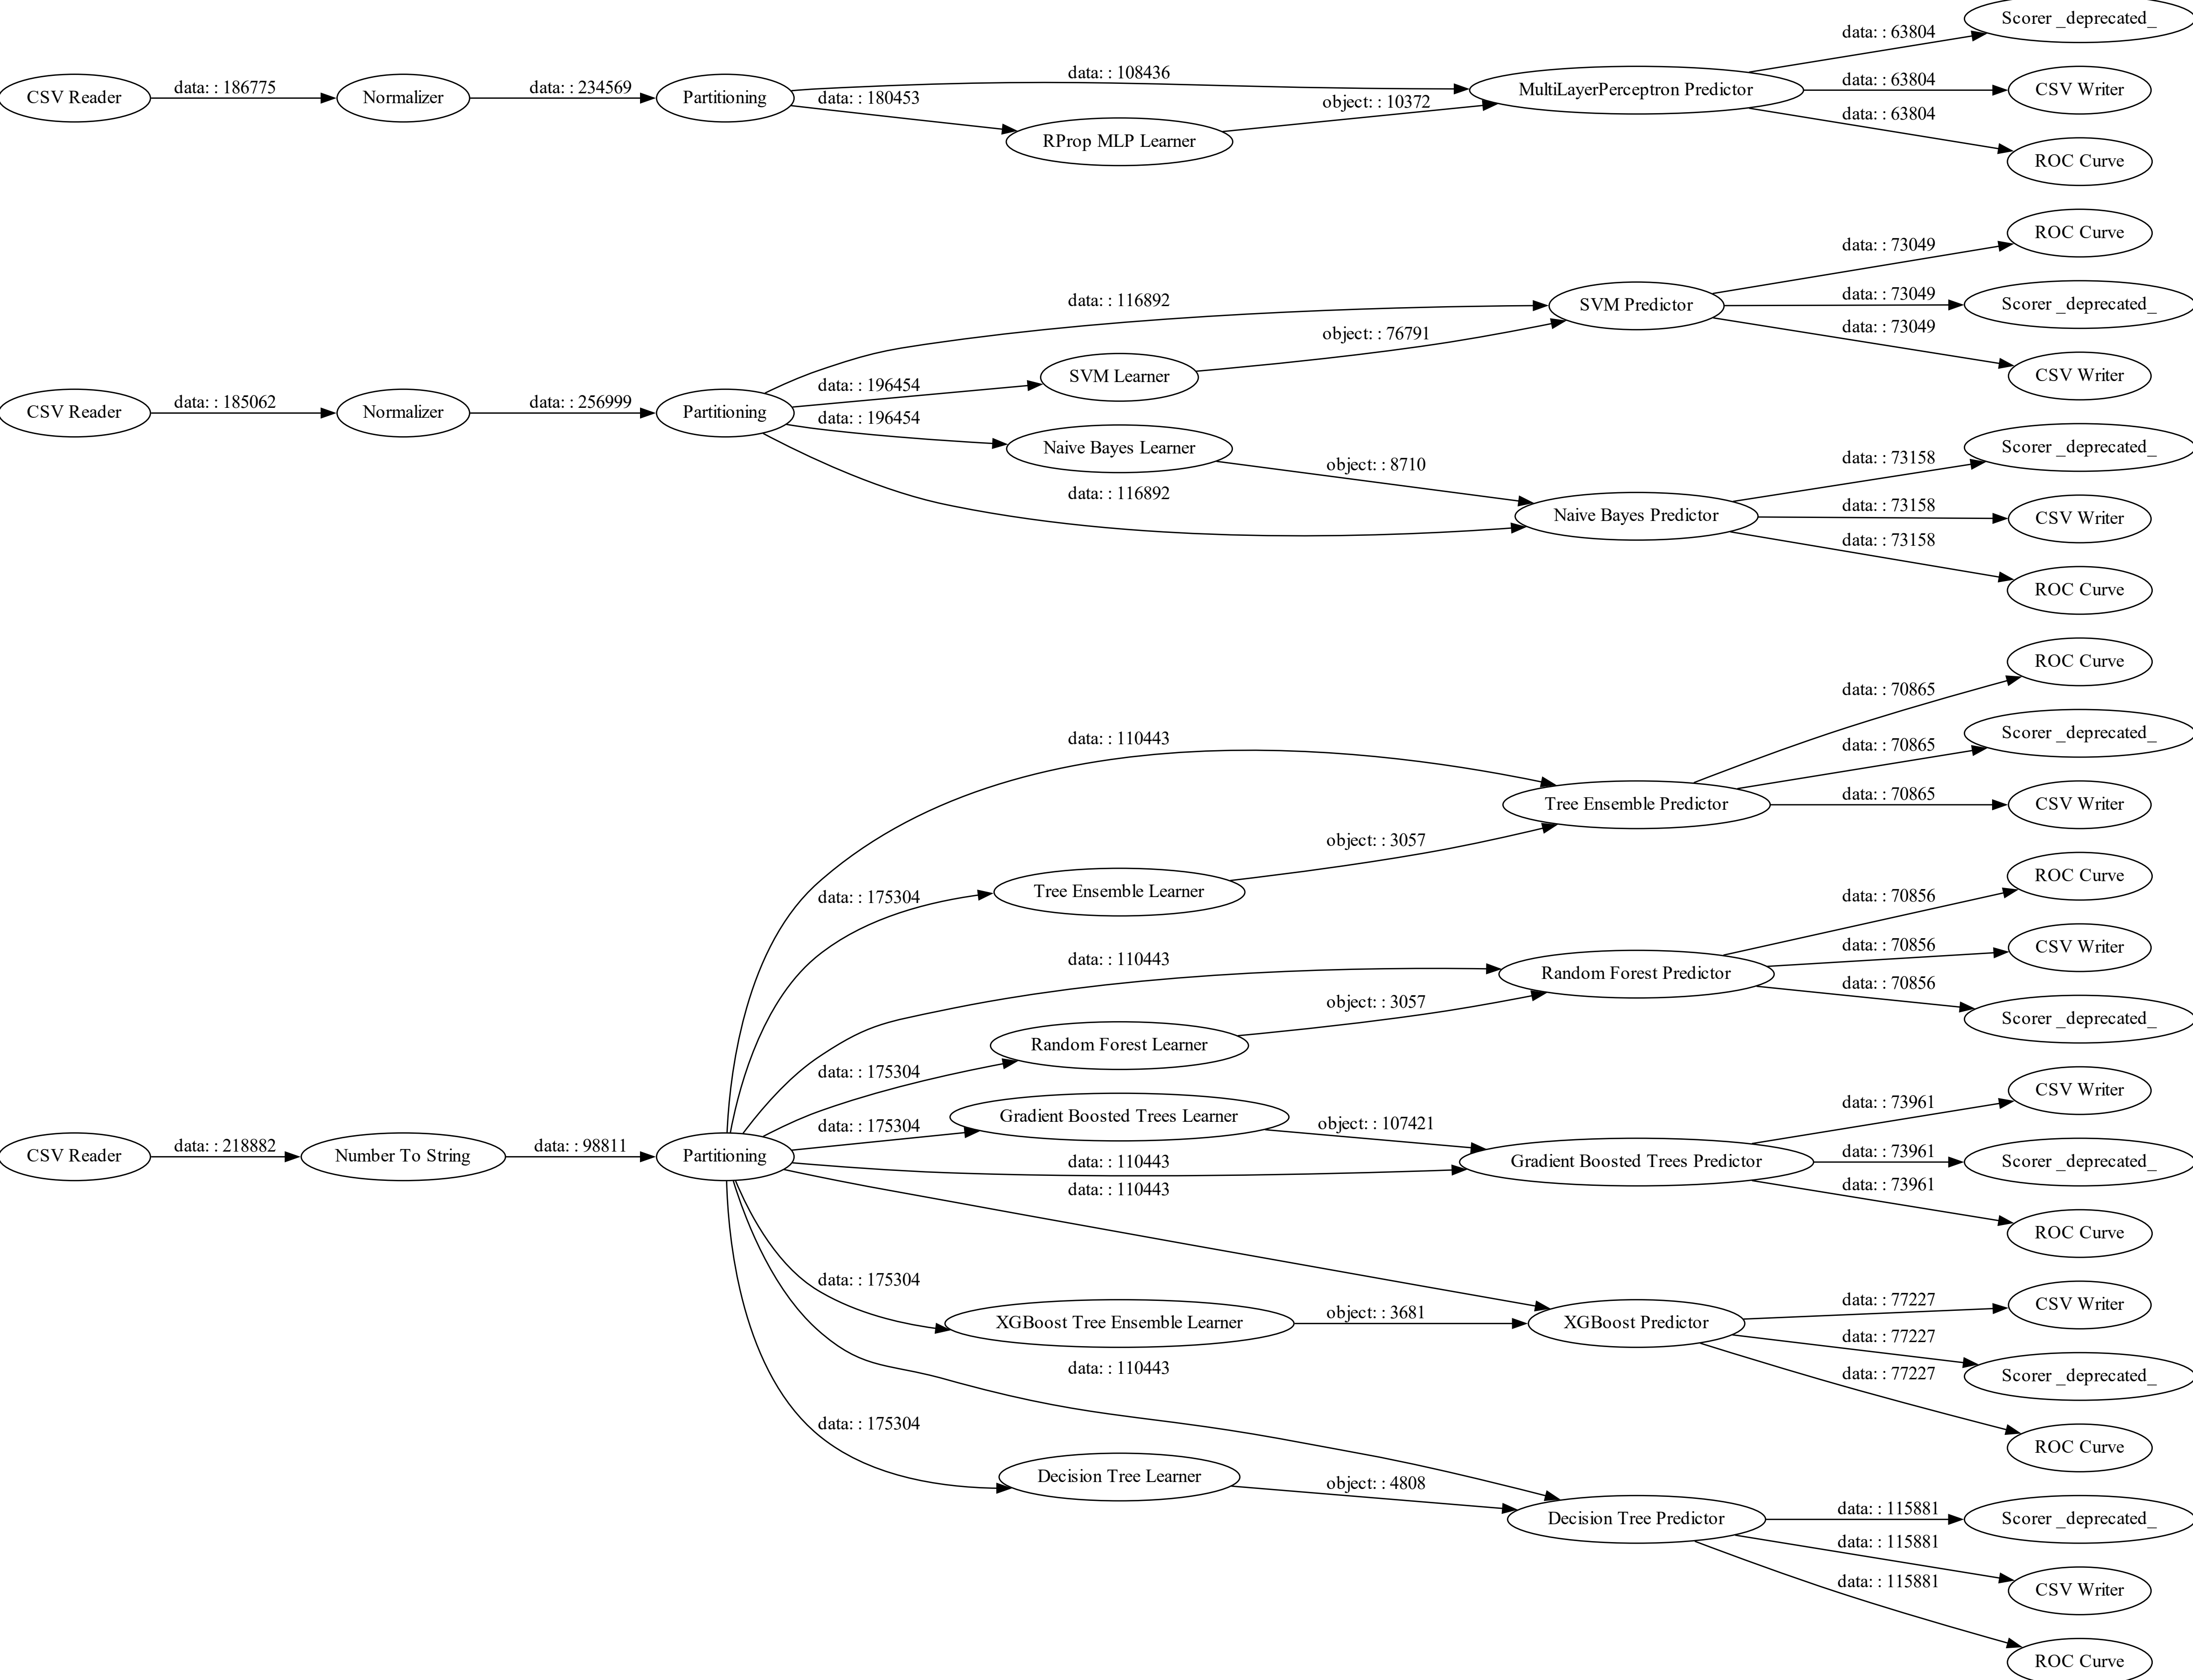 Scorer _deprecated_
data: : 63804
CSV Reader
data: : 186775
Normalizer
data: : 234569
Partitioning
data: : 108436
data: : 180453
RProp MLP Learner
object: : 10372
MultiLayerPerceptron Predictor
data: : 63804
CSV Writer
data: : 63804
ROC Curve
ROC Curve
data: : 73049
data: : 116892
SVM Predictor
data: : 73049
Scorer _deprecated_
object: : 76791
data: : 73049
SVM Learner
CSV Writer
data: : 196454
CSV Reader
data: : 185062
Normalizer
data: : 256999
Partitioning
data: : 196454
Naive Bayes Learner
object: : 8710
data: : 116892
Naive Bayes Predictor
data: : 73158
Scorer _deprecated_
data: : 73158
CSV Writer
data: : 73158
ROC Curve
ROC Curve
data: : 70865
data: : 110443
Scorer _deprecated_
data: : 70865
Tree Ensemble Predictor
data: : 70865
CSV Writer
object: : 3057
data: : 175304
Tree Ensemble Learner
ROC Curve
data: : 70856
data: : 110443
Random Forest Predictor
data: : 70856
CSV Writer
object: : 3057
data: : 70856
Scorer _deprecated_
Random Forest Learner
data: : 175304
data: : 175304
Gradient Boosted Trees Learner
object: : 107421
data: : 73961
CSV Writer
CSV Reader
data: : 218882
Number To String
data: : 98811
Partitioning
data: : 110443
Gradient Boosted Trees Predictor
data: : 73961
Scorer _deprecated_
data: : 110443
data: : 73961
ROC Curve
data: : 175304
XGBoost Tree Ensemble Learner
object: : 3681
XGBoost Predictor
data: : 77227
CSV Writer
data: : 77227
Scorer _deprecated_
data: : 77227
ROC Curve
data: : 110443
data: : 175304
Decision Tree Learner
object: : 4808
Decision Tree Predictor
data: : 115881
Scorer _deprecated_
data: : 115881
CSV Writer
data: : 115881
ROC Curve